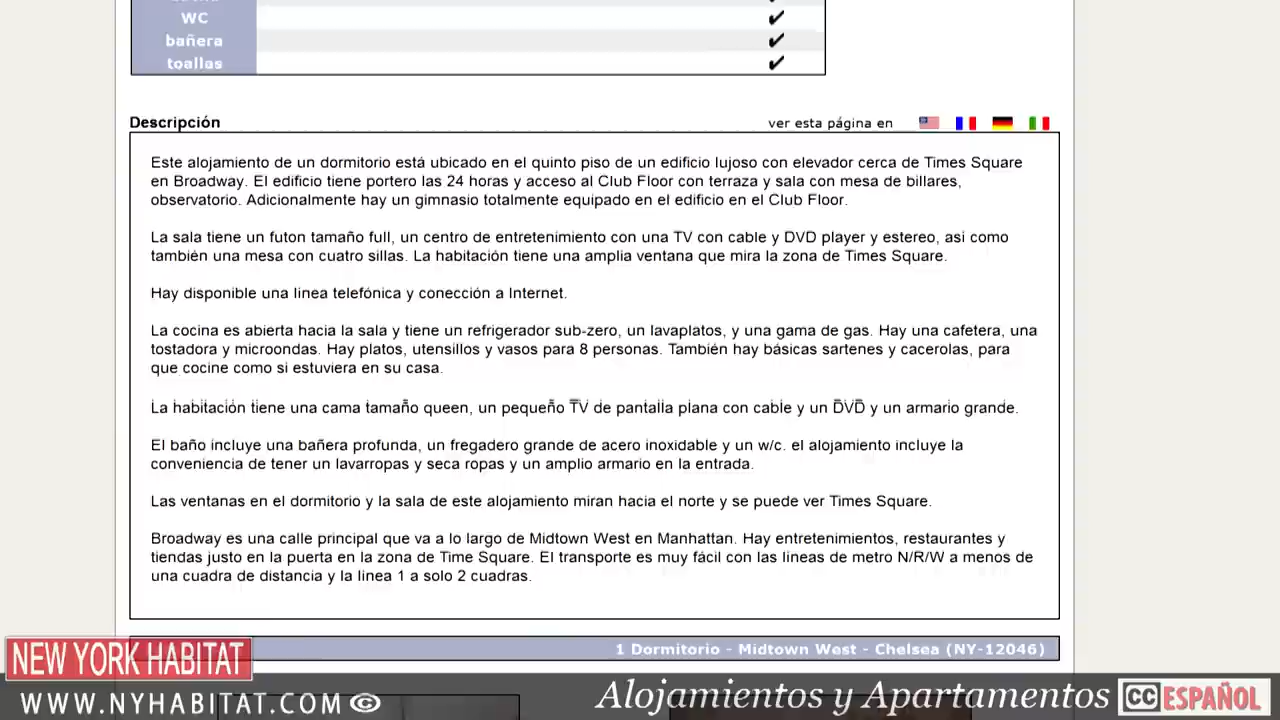 WC
bañera
toallas
Descripción
ver esta página en
Este alojamiento de un dormitorio está ubicado en el quinto piso de un edificio lujoso con elevador cerca de Times Square
en Broadway. El edificio tiene portero las 24 horas y acceso al Club Floor con terraza y sala con mesa de billares,
observatorio. Adicionalmente hay un gimnasio totalmente equipado en el edificio en el Club Floor.
La sala tiene un futon tamaño full, un centro de entretenimiento con una TV con cable y DVD player y estereo, asi como
también una mesa con cuatro sillas. La habitación tiene una amplia ventana que mira la zona de Times Square.
Hay disponible una linea telefónica y conección a Internet.
La cocina es abierta hacia la sala y tiene un refrigerador sub-zero, un lavaplatos, y una gama de gas. Hay una cafetera, una
tostadora y microondas. Hay platos, utensillos y vasos para 8 personas. También hay básicas sartenes y cacerolas, para
que cocine como si estuviera en su casa.
La habitación tiene una cama tamaño queen, un pequeño TV de pantalla plana con cable y un DVD y un armario grande.
El baño incluye una bañera profunda, un fregadero grande de acero inoxidable y un w/c. el alojamiento incluye la
conveniencia de tener un lavarropas y seca ropas y un amplio armario en la entrada.
Las ventanas en el dormitorio y la sala de este alojamiento miran hacia el norte y se puede ver Times Square.
Broadway es una calle principal que va a lo largo de Midtown West en Manhattan. Hay entretenimientos, restaurantes y
tiendas justo en la puerta en la zona de Time Square. El transporte es muy fácil con las lineas de metro N/R/W a menos de
una cuadra de distancia y la linea 1 a solo 2 cuadras.
1 Dormitorio - Midtown West - Chelsea (NY-12046)
NEW YORK HABITAT
WWW.NYHABITAT.COM ©
Alojamientos y Apartamentos
CC ESPAÑOL